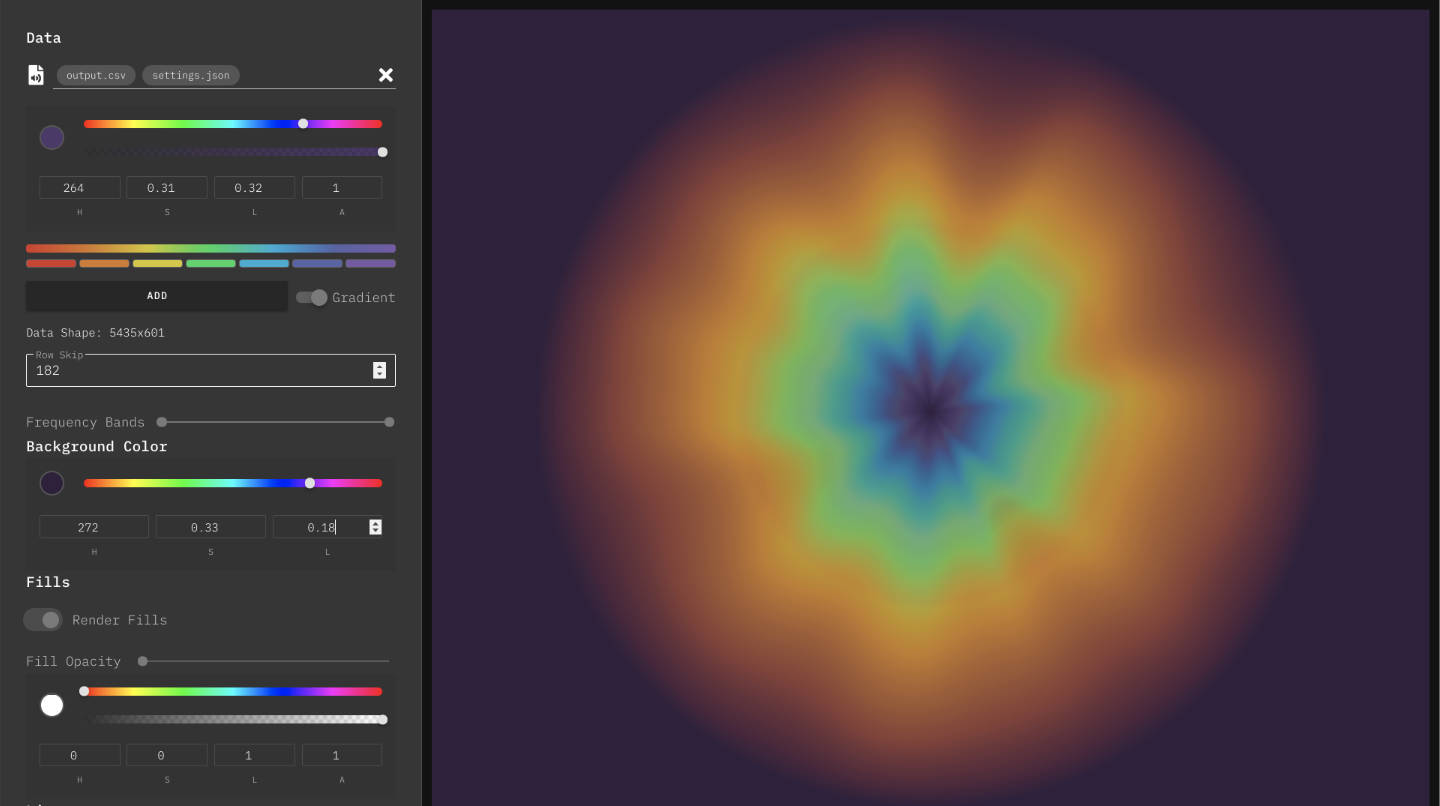 Data
output.csv settings.json
264 0.31 0.32 1
H S L A
ADD Gradient
Data Shape: 5435x601
Row Skip
182
Frequency Bands
Background Color
272 0.33 0.18
H S L
Fills
Render Fills
Fill Opacity
0 0 1 1
H S L A